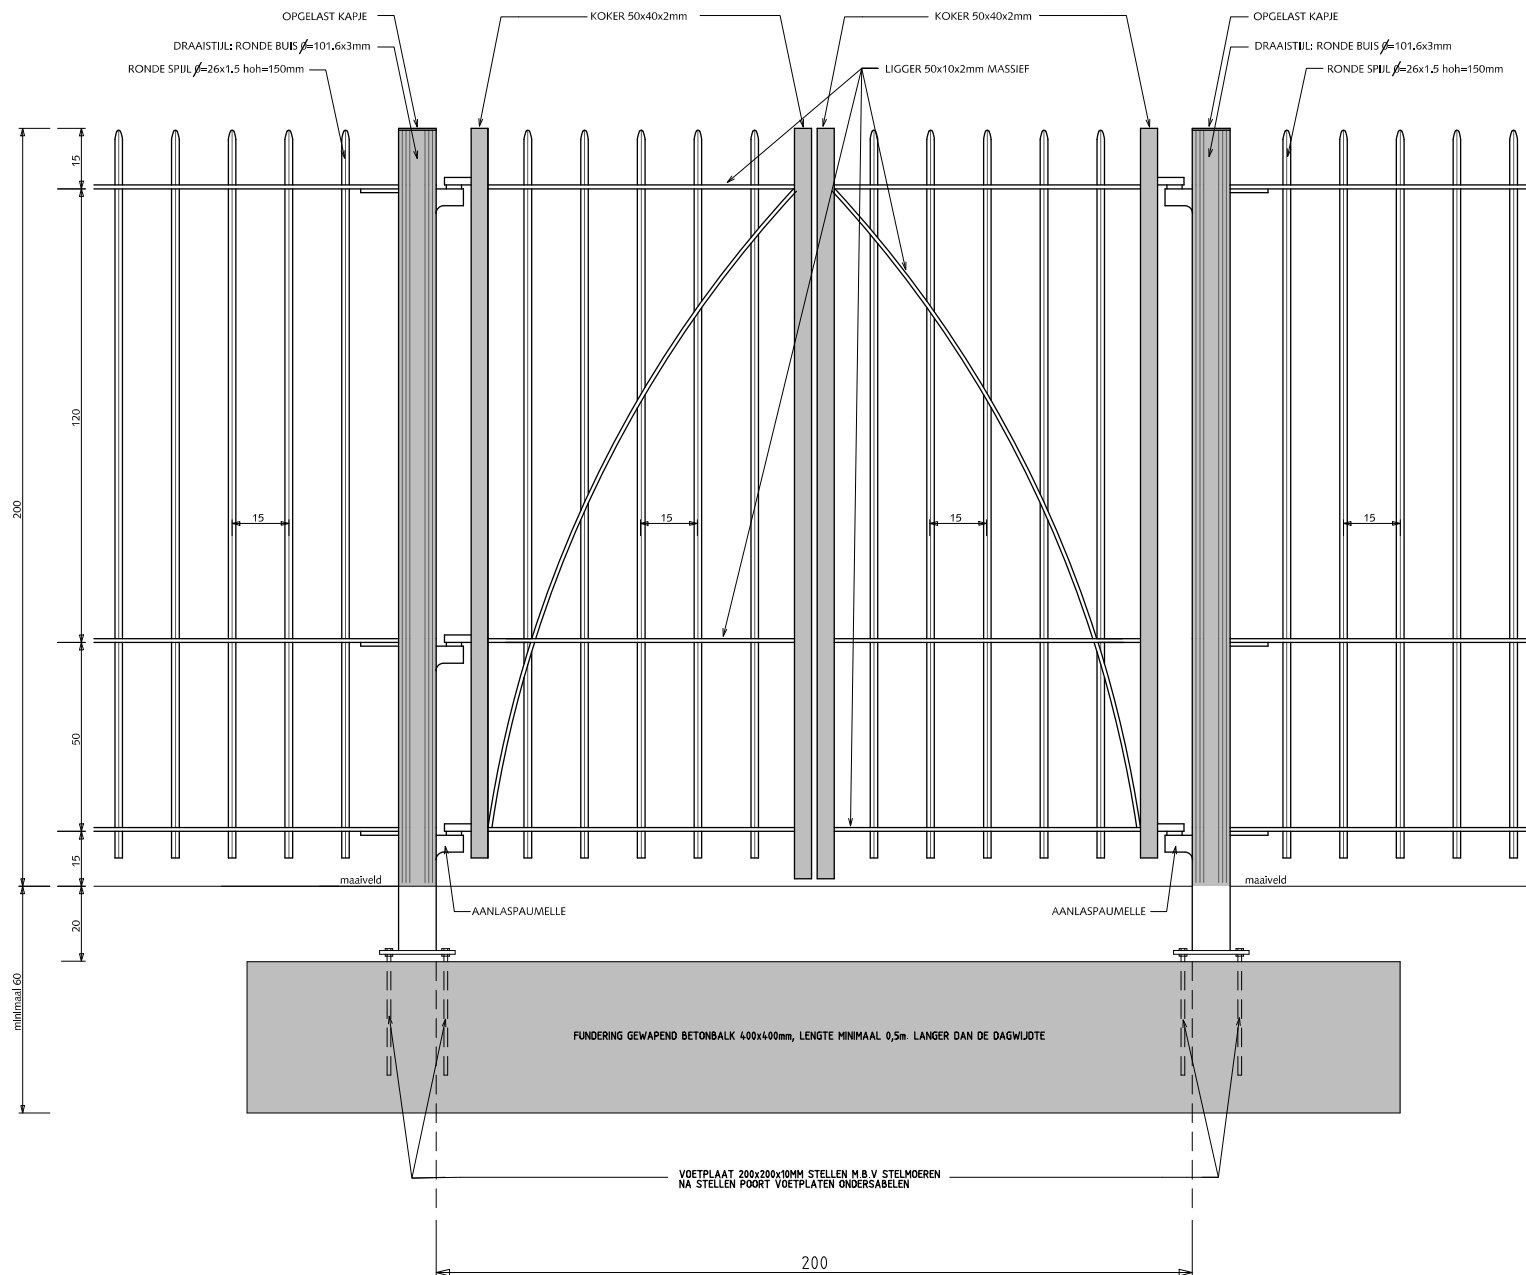 OPGELAST KAPJE
KOKER 50x40x2mm
KOKER 50x40x2mm
OPGELAST KAPJE
DRAAISTIJL: RONDE BUIS Ø=101.6x3mm
DRAAISTIJL: RONDE BUIS Ø=101.6x3mm
RONDE SPIJL Ø=26x1.5 hoh=150mm
LIGGER 50x10x2mm MASSIEF
RONDE SPIJL Ø=26x1.5 hoh=150mm
15
120
200
15
15
15
15
50
15
maaiveld
maaiveld
20
AANLASPAUMELLE
AANLASPAUMELLE
minimaal 60
FUNDERING GEWAPEND BETONBALK 400x400mm, LENGTE MINIMAAL 0,5m. LANGER DAN DE DAGWIJDTE
VOETPLAAT 200x200x10MM STELLEN M.B.V STELMOEREN
NA STELLEN POORT VOETPLATEN ONDERSABELEN
200